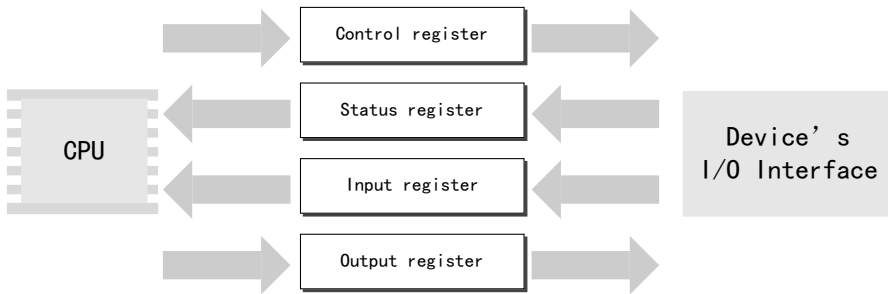 Control register
Status register
CPU
Device's
I/O Interface
Input register
Output register